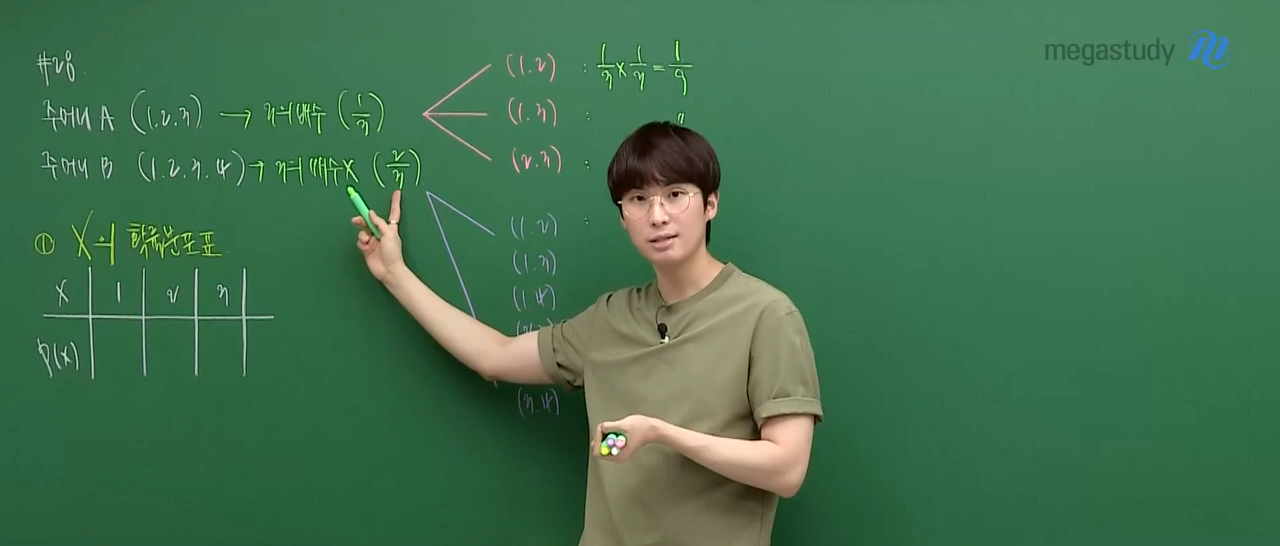 megastudy
#28.
주머니 A (1.2.3) → 3의 배수 (1/3)
주머니 B (1.2.3.4) → 3의 배수X (2/3)
(1.2) : 1/3 × 1/3 = 1/9
(1.3) : "
(2.3) :
(1.2) :
(1.3)
(1.4)
(3.4)
① X의 확률분포표
X 1 2 3
P(X)